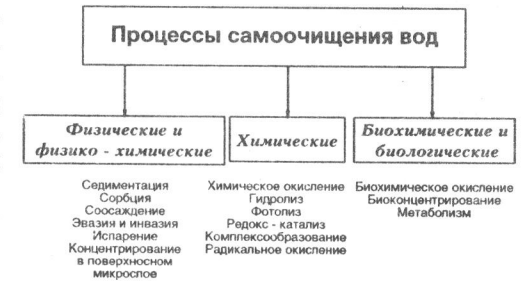 Процессы самоочищения вод
Физические и
физико - химические
Химические
Биохимические и
биологические
Седиментация
Сорбция
Соосаждение
Эвазия и инвазия
Испарение
Концентрирование
в поверхносном
микрослое
Химическое окисление
Гидролиз
Фотолиз
Редокс - катализ
Комплексообразование
Радикальное окисление
Биохимическое окисление
Биоконцентрирование
Метаболизм